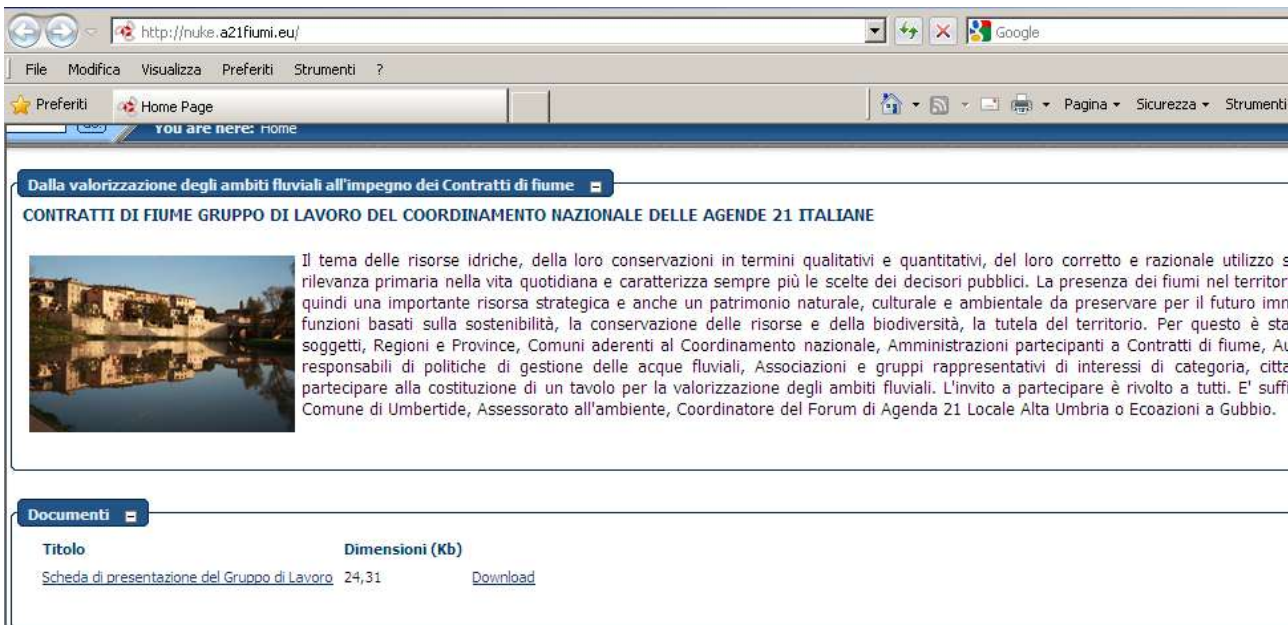 http://nuke.a21fiumi.eu/
Google
File Modifica Visualizza Preferiti Strumenti ?
Preferiti Home Page Pagina Sicurezza Strumenti
You are here: Home
Dalla valorizzazione degli ambiti fluviali all'impegno dei Contratti di fiume
CONTRATTI DI FIUME GRUPPO DI LAVORO DEL COORDINAMENTO NAZIONALE DELLE AGENDE 21 ITALIANE
Il tema delle risorse idriche, della loro conservazioni in termini qualitativi e quantitativi, del loro corretto e razionale utilizzo s
rilevanza primaria nella vita quotidiana e caratterizza sempre più le scelte dei decisori pubblici. La presenza dei fiumi nel territor
quindi una importante risorsa strategica e anche un patrimonio naturale, culturale e ambientale da preservare per il futuro imm
funzioni basati sulla sostenibilità, la conservazione delle risorse e della biodiversità, la tutela del territorio. Per questo è sta
soggetti, Regioni e Province, Comuni aderenti al Coordinamento nazionale, Amministrazioni partecipanti a Contratti di fiume, Au
responsabili di politiche di gestione delle acque fluviali, Associazioni e gruppi rappresentativi di interessi di categoria, citta
partecipare alla costituzione di un tavolo per la valorizzazione degli ambiti fluviali. L'invito a partecipare è rivolto a tutti. E' suffi
Comune di Umbertide, Assessorato all'ambiente, Coordinatore del Forum di Agenda 21 Locale Alta Umbria o Ecoazioni a Gubbio.
Documenti
Titolo Dimensioni (Kb)
Scheda di presentazione del Gruppo di Lavoro 24,31 Download